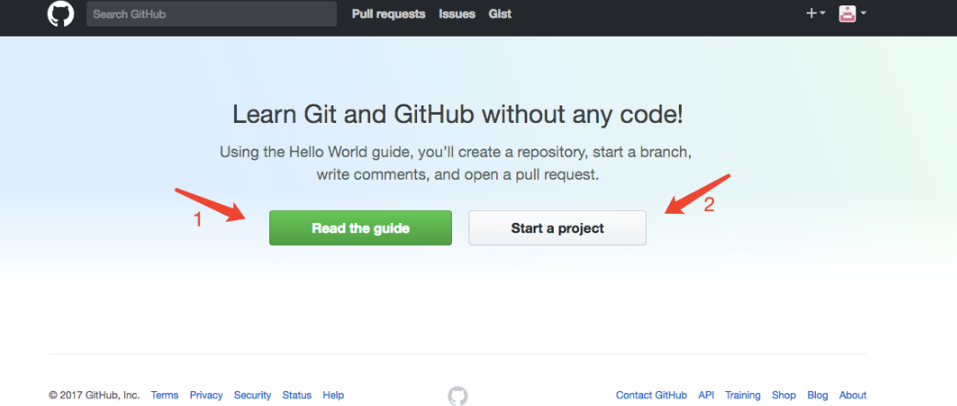 Search GitHub Pull requests Issues Gist
Learn Git and GitHub without any code!
Using the Hello World guide, you’ll create a repository, start a branch,
write comments, and open a pull request.
1 2
Read the guide Start a project
© 2017 GitHub, Inc. Terms Privacy Security Status Help Contact GitHub API Training Shop Blog About